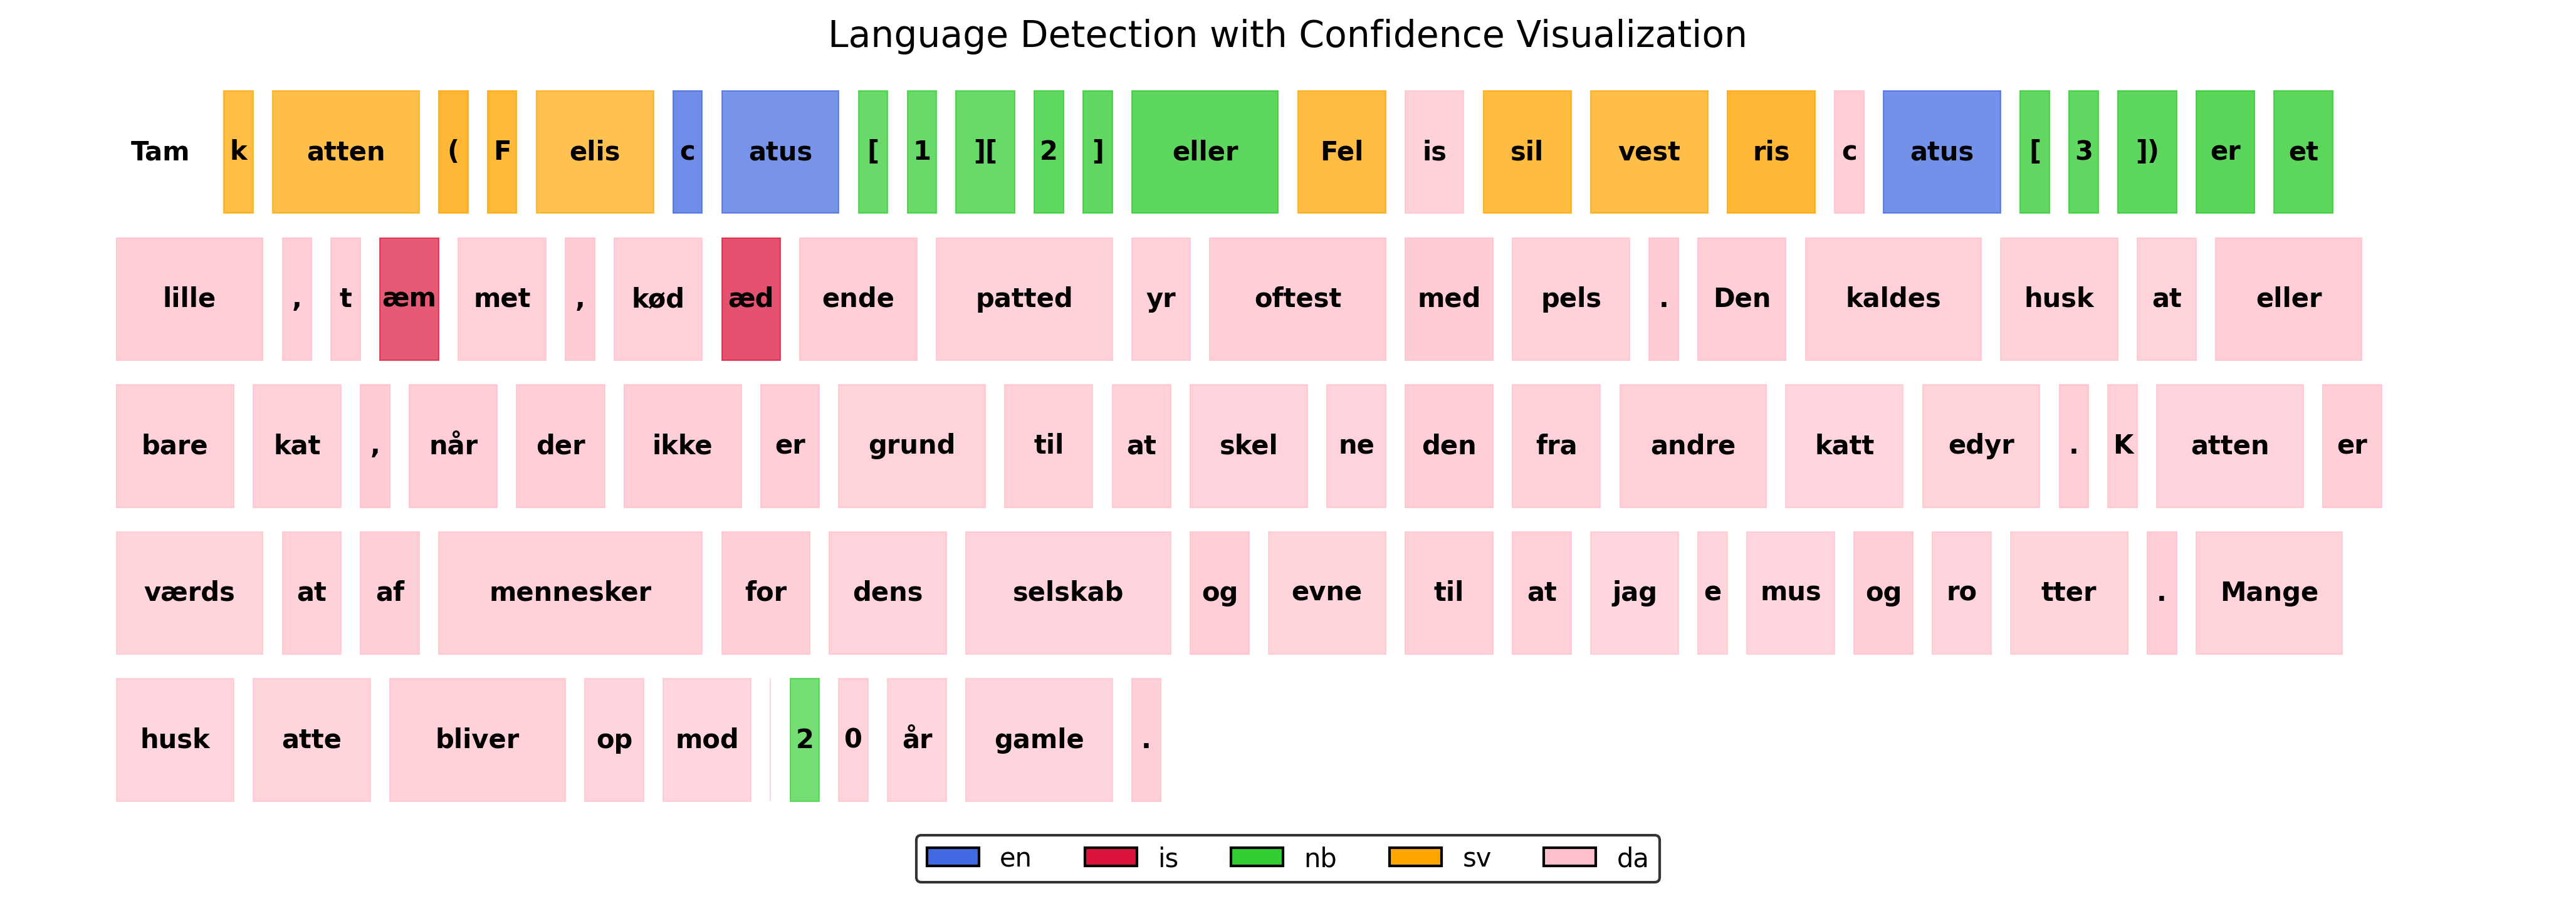 Language Detection with Confidence Visualization
Tam k atten ( F elis c atus [ 1 ][ 2 ] eller Fel is sil vest ris c atus [ 3 ]) er et
lille , t æm met , kød æd ende patted yr oftest med pels . Den kaldes husk at eller
bare kat , når der ikke er grund til at skel ne den fra andre katt edyr . K atten er
værds at af mennesker for dens selskab og evne til at jag e mus og ro tter . Mange
husk atte bliver op mod 2 0 år gamle .
en is nb sv da